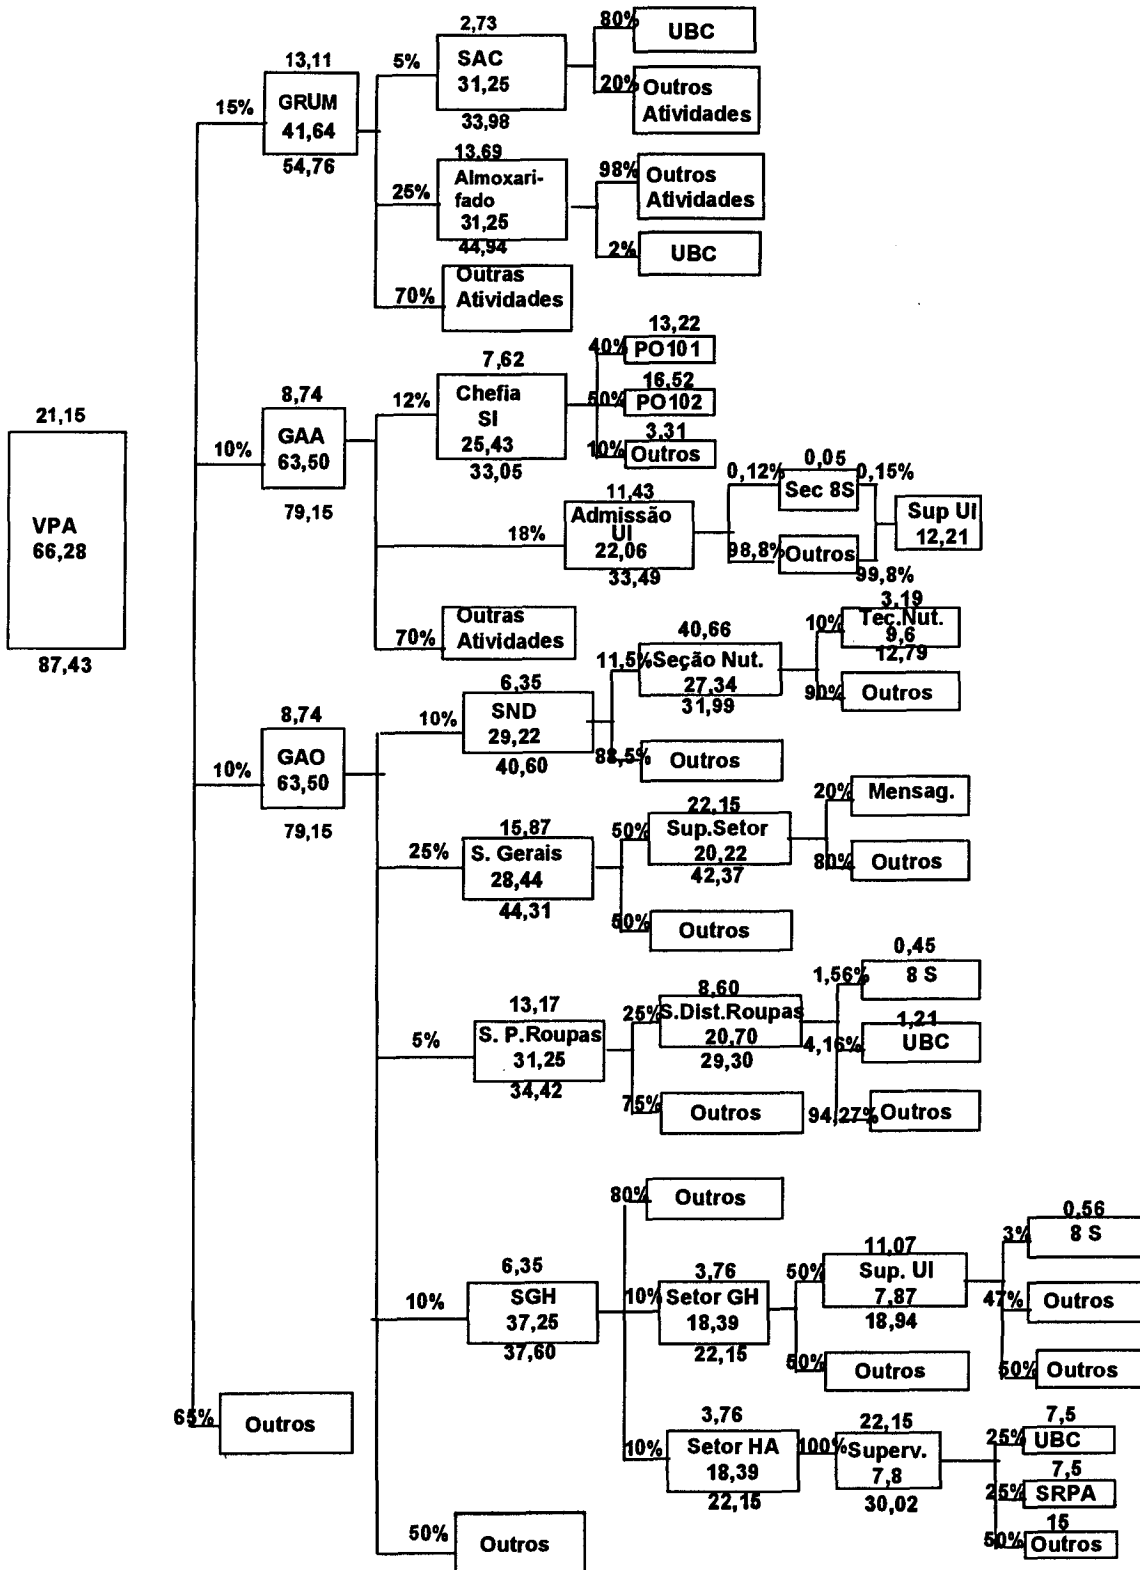 21,15
VPA
66,28
87,43
15%
13,11
GRUM
41,64
54,76
5%
2,73
SAC
31,25
33,98
80%
UBC
20%
Outros
Atividades
25%
13,69
Almoxari-
fado
31,25
44,94
98%
Outros
Atividades
2%
UBC
70%
Outras
Atividades
10%
8,74
GAA
63,50
79,15
12%
7,62
Chefia
SI
25,43
33,05
13,22
40%
PO101
16,52
50%
PO102
3,31
10%
Outros
18%
11,43
Admissão
UI
22,06
33,49
0,12%
0,05
Sec 8S
0,15%
98,8%
Outros
99,8%
Sup UI
12,21
70%
Outras
Atividades
10%
8,74
GAO
63,50
79,15
10%
6,35
SND
29,22
40,60
11,5%
40,66
Seção Nut.
27,34
31,99
10%
3,19
Tec.Nut.
9,6
12,79
90%
Outros
88,5%
Outros
25%
15,87
S. Gerais
28,44
44,31
50%
22,15
Sup.Setor
20,22
42,37
20%
Mensag.
80%
Outros
50%
Outros
5%
13,17
S. P.Roupas
31,25
34,42
25%
8,60
S.Dist.Roupas
20,70
29,30
1,56%
0,45
8 S
4,16%
1,21
UBC
94,27%
Outros
75%
Outros
10%
6,35
SGH
37,25
37,60
80%
Outros
10%
3,76
Setor GH
18,39
22,15
50%
11,07
Sup. UI
7,87
18,94
3%
0,56
8 S
47%
Outros
50%
Outros
50%
Outros
10%
3,76
Setor HA
18,39
22,15
100%
22,15
Superv.
7,8
30,02
25%
7,5
UBC
25%
7,5
SRPA
50%
15
Outros
65%
Outros
50%
Outros